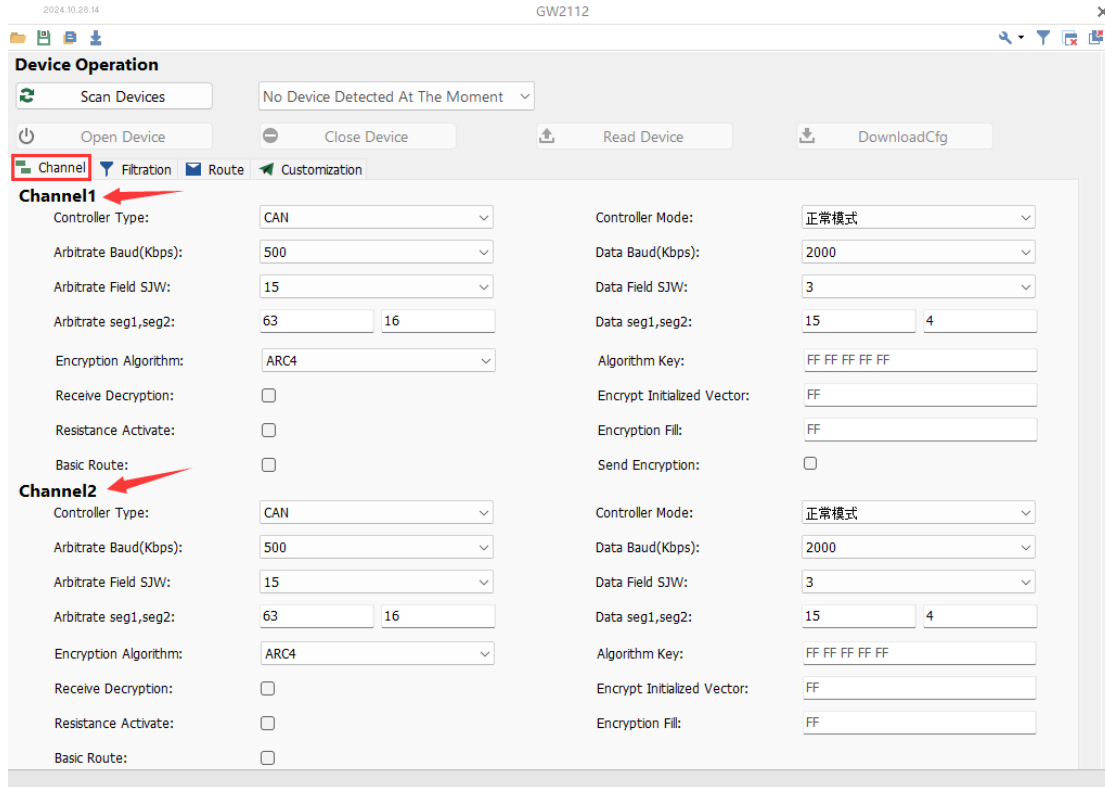 2024.10.28.14 GW2112
Device Operation
Scan Devices No Device Detected At The Moment
Open Device Close Device Read Device DownloadCfg
Channel Filtration Route Customization
Channel1
Controller Type: CAN Controller Mode: 正常模式
Arbitrate Baud(Kbps): 500 Data Baud(Kbps): 2000
Arbitrate Field SJW: 15 Data Field SJW: 3
Arbitrate seg1,seg2: 63 16 Data seg1,seg2: 15 4
Encryption Algorithm: ARC4 Algorithm Key: FF FF FF FF FF
Receive Decryption: Encrypt Initialized Vector: FF
Resistance Activate: Encryption Fill: FF
Basic Route: Send Encryption:
Channel2
Controller Type: CAN Controller Mode: 正常模式
Arbitrate Baud(Kbps): 500 Data Baud(Kbps): 2000
Arbitrate Field SJW: 15 Data Field SJW: 3
Arbitrate seg1,seg2: 63 16 Data seg1,seg2: 15 4
Encryption Algorithm: ARC4 Algorithm Key: FF FF FF FF FF
Receive Decryption: Encrypt Initialized Vector: FF
Resistance Activate: Encryption Fill: FF
Basic Route: